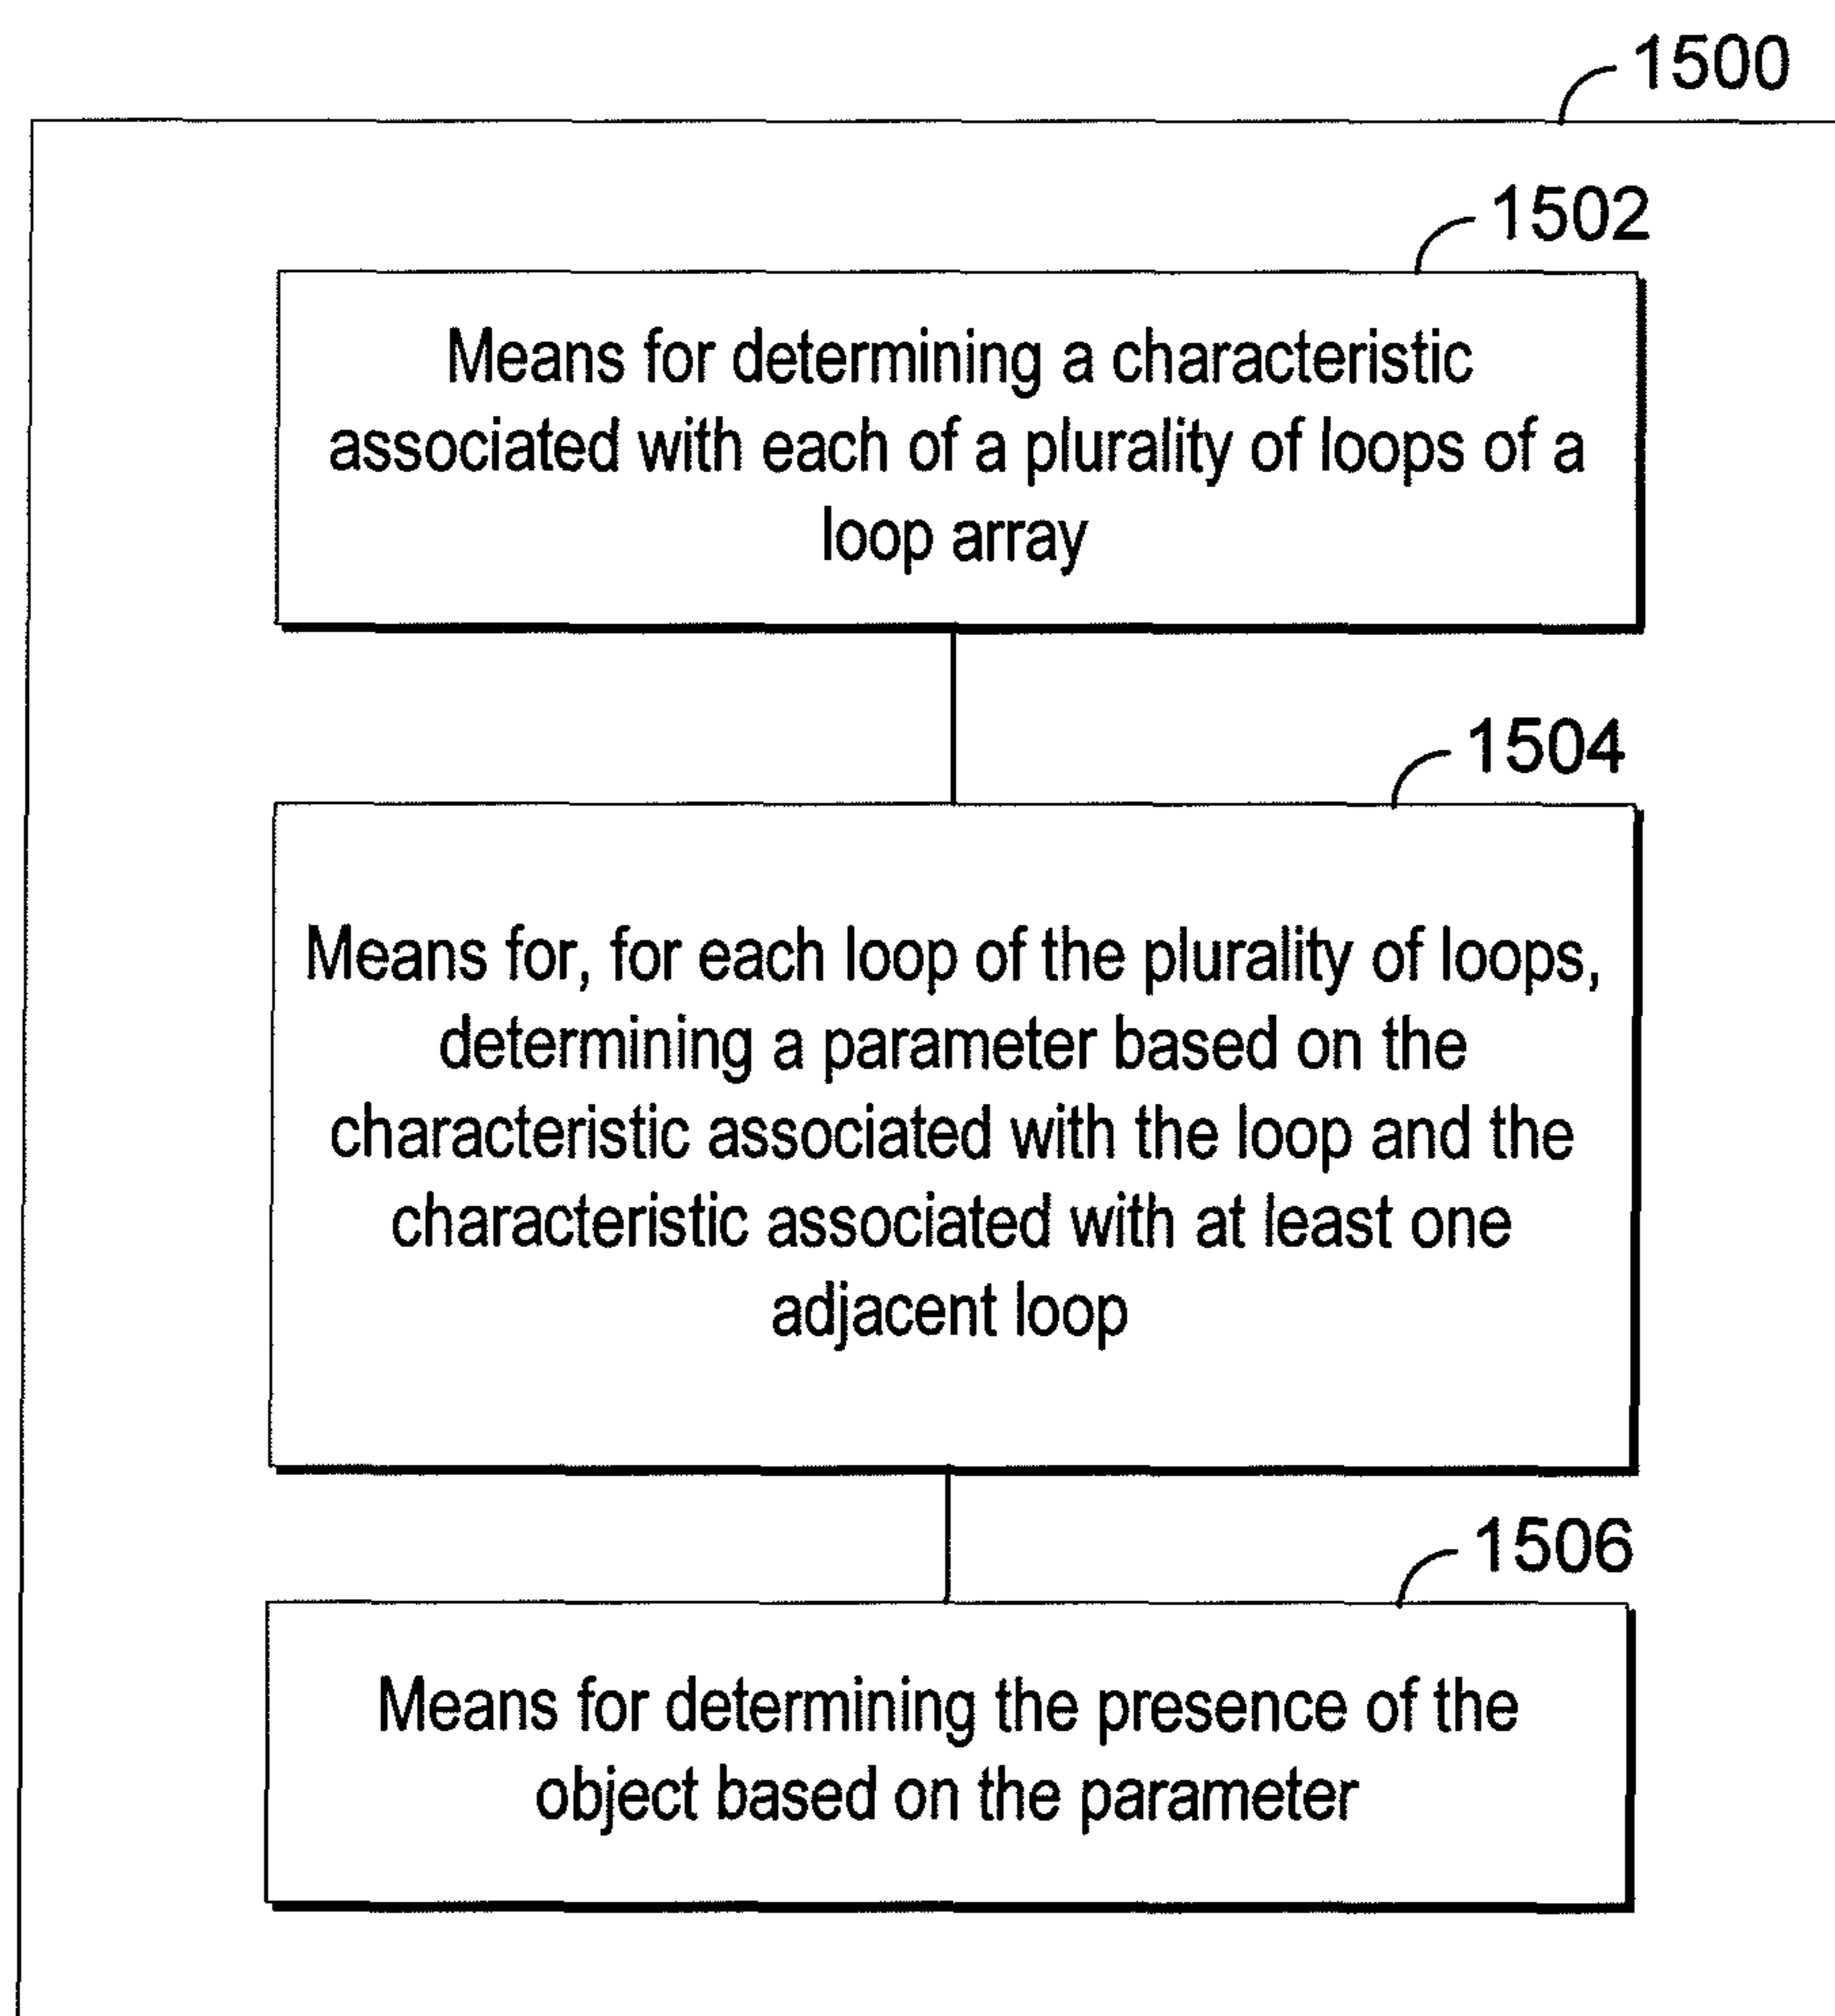 1500
1502
Means for determining a characteristic
associated with each of a plurality of loops of a
loop array
1504
Means for, for each loop of the plurality of loops,
determining a parameter based on the
characteristic associated with the loop and the
characteristic associated with at least one
adjacent loop
1506
Means for determining the presence of the
object based on the parameter